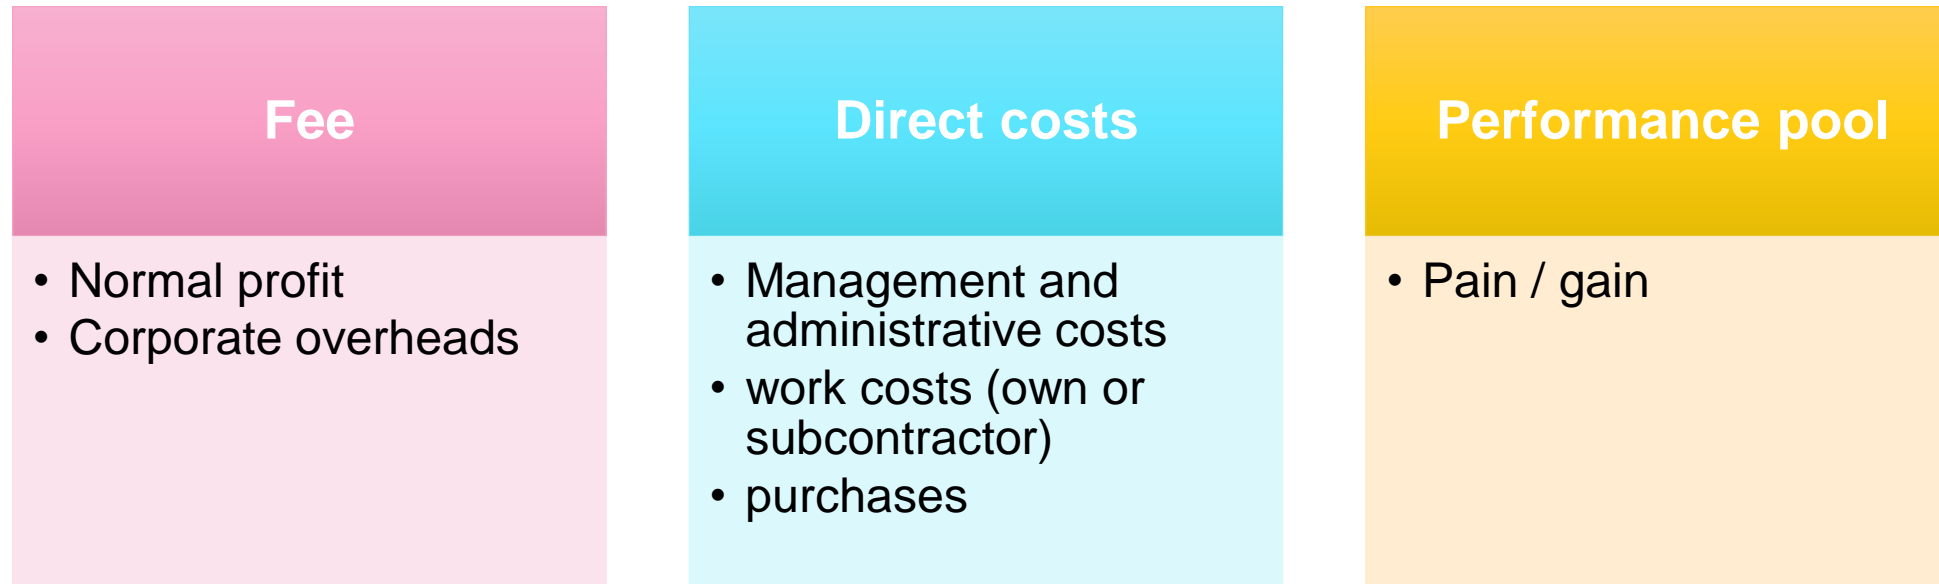 Fee
• Normal profit
• Corporate overheads
Direct costs
• Management and
administrative costs
• work costs (own or
subcontractor)
• purchases
Performance pool
• Pain / gain